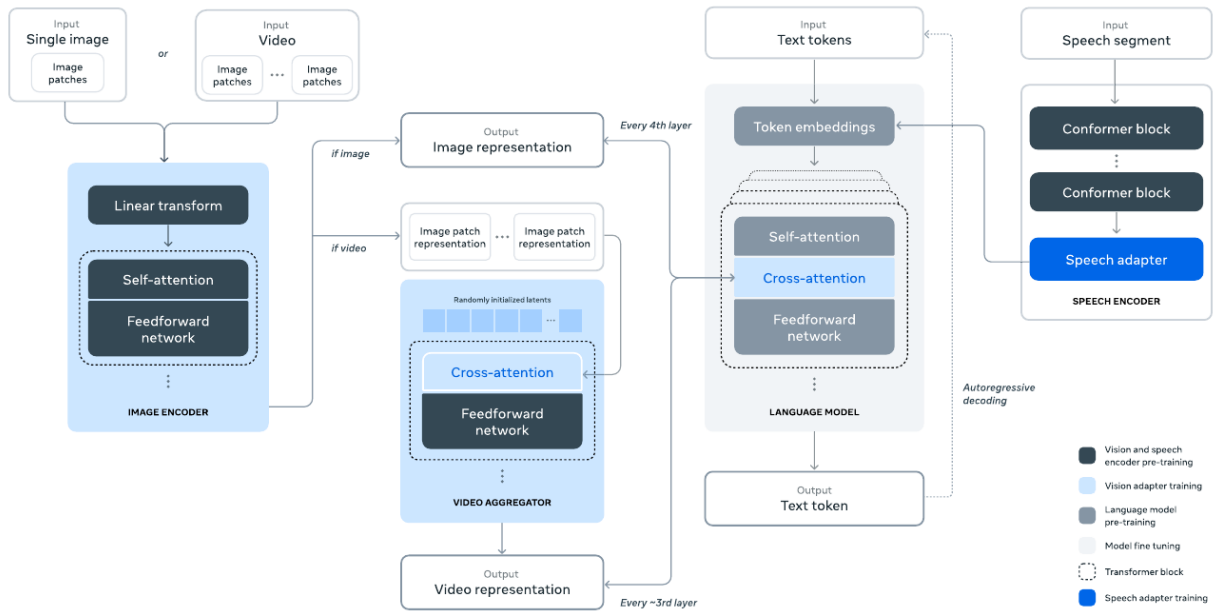 Input
Single image
Image
patches
or
Input
Video
Image
patches
...
Image
patches
Linear transform
Self-attention
Feedforward
network
IMAGE ENCODER
if image
if video
Output
Image representation
Image patch
representation
...
Image patch
representation
Randomly initialized latents
...
Cross-attention
Feedforward
network
VIDEO AGGREGATOR
Output
Video representation
Every 4th layer
Every ~3rd layer
Input
Text tokens
Token embeddings
Self-attention
Cross-attention
Feedforward
network
LANGUAGE MODEL
Output
Text token
Autoregressive
decoding
Input
Speech segment
Conformer block
Conformer block
Speech adapter
SPEECH ENCODER
Vision and speech
encoder pre-training
Vision adapter training
Language model
pre-training
Model fine tuning
Transformer block
Speech adapter training